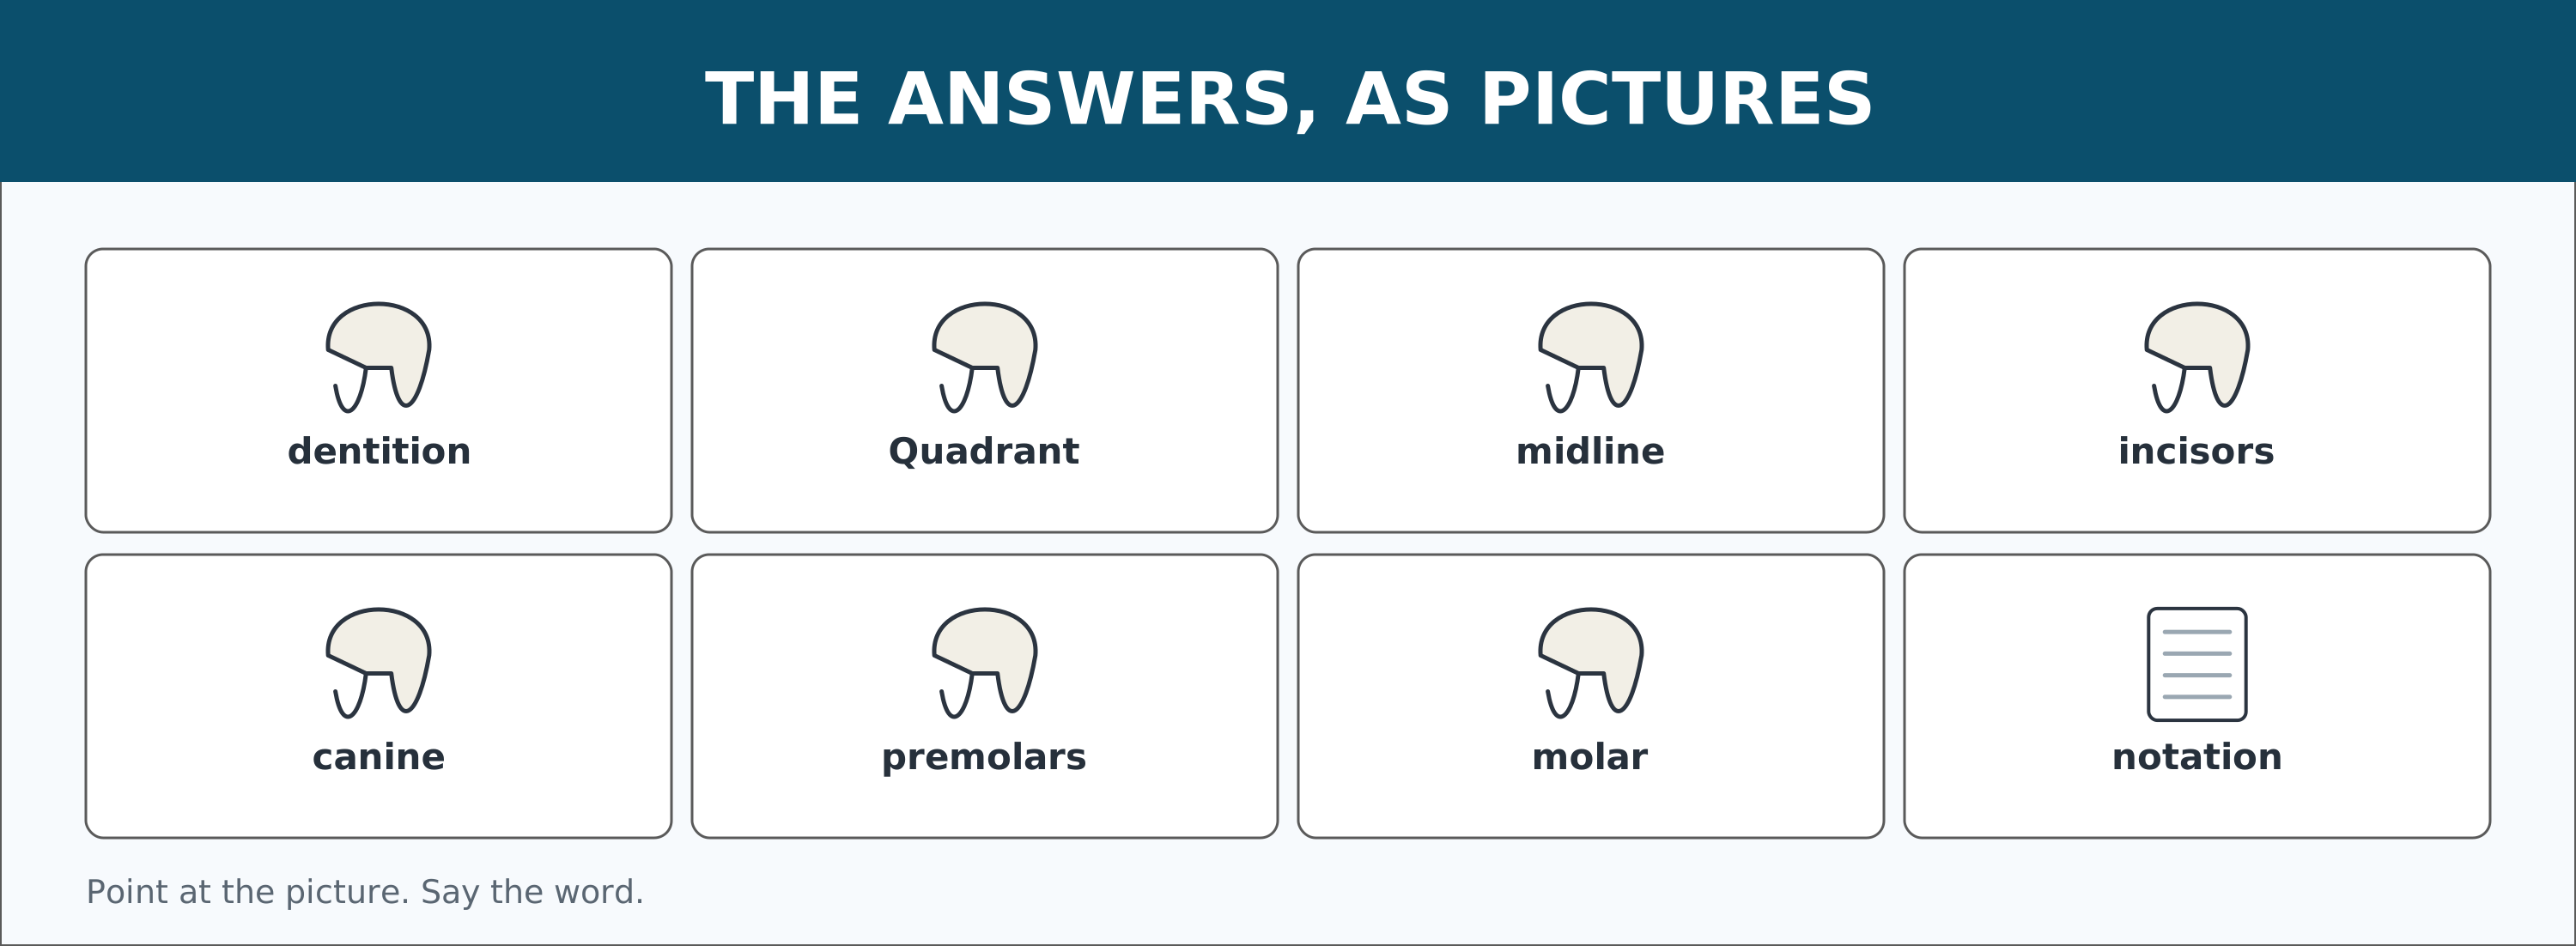 THE ANSWERS, AS PICTURES
dentition
Quadrant
midline
incisors
canine
premolars
molar
notation
Point at the picture. Say the word.